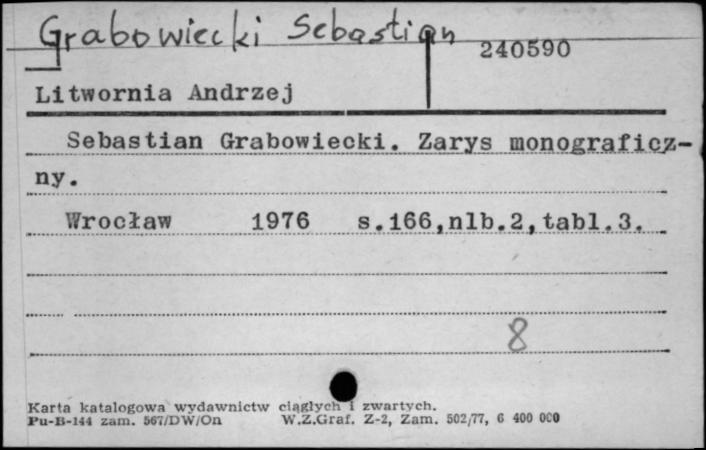 Grabowiecki Sebastian
240590
Litwornia Andrzej
Sebastian Grabowiecki. Zarys monograficz-
ny.
Wrocław 1976 s.166,nlb.2,tabl.3.
8
Karta katalogowa wydawnictw ciągłych i zwartych.
Pu-B-144 zam. 567/DW/On W.Z.Graf. Z-2, Zam. 502/77, 6 400 000